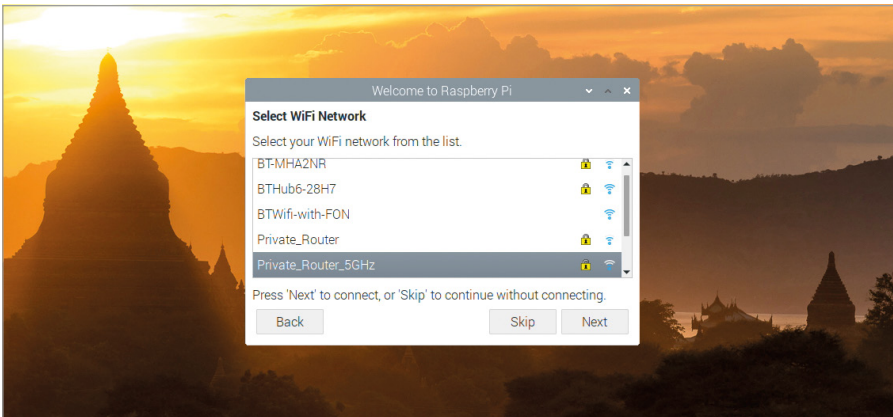 Welcome to Raspberry Pi
Select WiFi Network
Select your WiFi network from the list.
BT-MHA2NR
BTHub6-28H7
BTWifi-with-FON
Private_Router
Private_Router_5GHz
Press 'Next' to connect, or 'Skip' to continue without connecting.
Back Skip Next